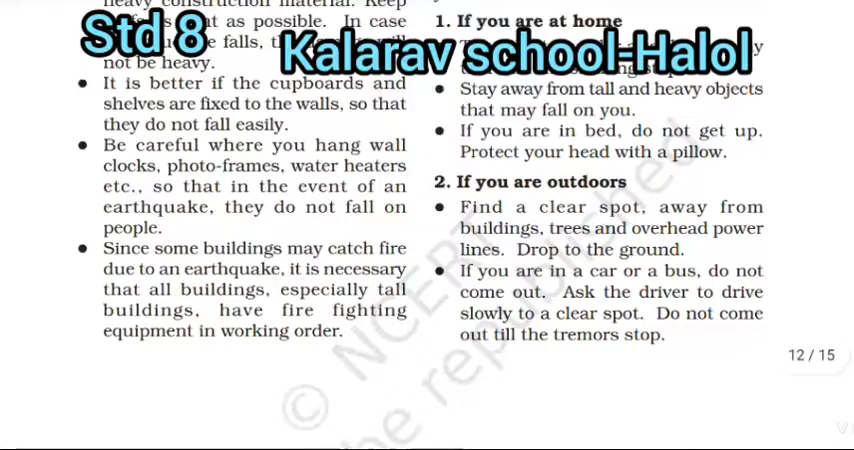 Std 8
Kalarav school-Halol
heavy construction material. Keep
as possible. In case
falls,
not be heavy.
• It is better if the cupboards and
shelves are fixed to the walls, so that
they do not fall easily.
• Be careful where you hang wall
clocks, photo-frames, water heaters
etc., so that in the event of an
earthquake, they do not fall on
people.
• Since some buildings may catch fire
due to an earthquake, it is necessary
that all buildings, especially tall
buildings, have fire fighting
equipment in working order.
1. If you are at home
• Stay away from tall and heavy objects
that may fall on you.
• If you are in bed, do not get up.
Protect your head with a pillow.
2. If you are outdoors
• Find a clear spot, away from
buildings, trees and overhead power
lines. Drop to the ground.
• If you are in a car or a bus, do not
come out. Ask the driver to drive
slowly to a clear spot. Do not come
out till the tremors stop.
12 / 15
© NCERT
be republished